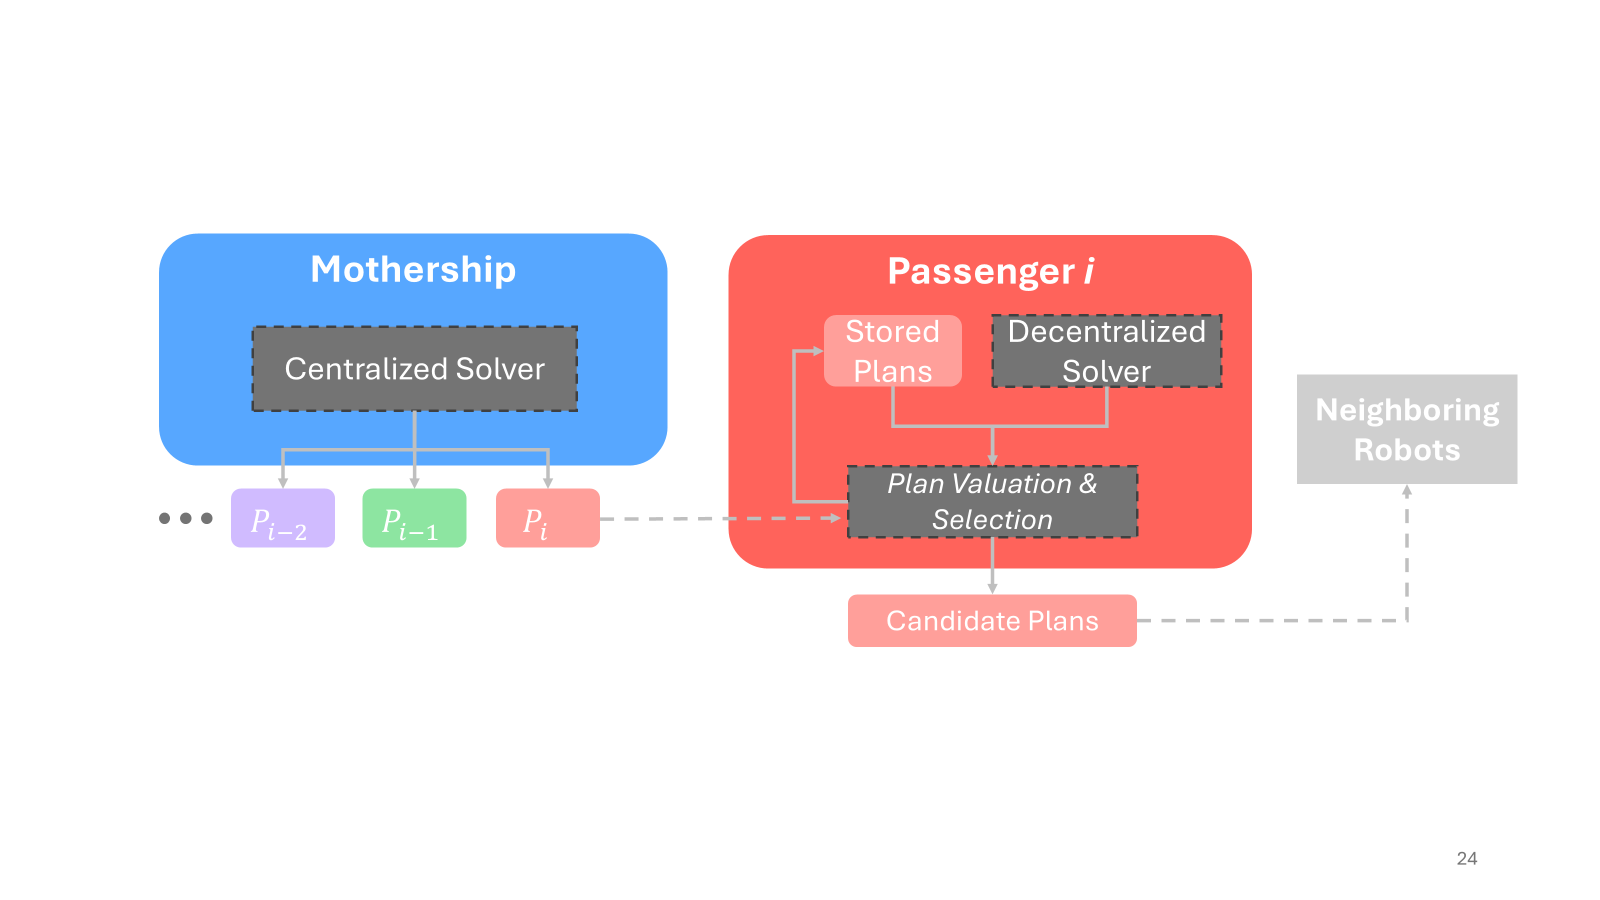 Mothership
Centralized Solver
••• P_{i−2} P_{i−1} P_i
Passenger i
Stored
Plans
Decentralized
Solver
Plan Valuation &
Selection
Candidate Plans
Neighboring
Robots
24